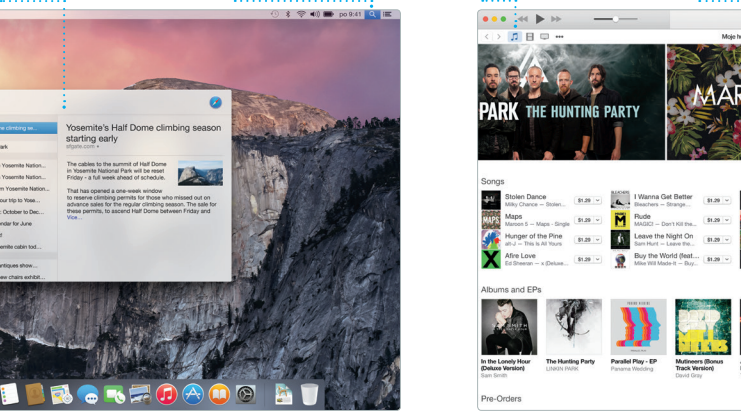 po 9:41
re climbing se...
Yosemite's Half Dome climbing season
starting early
sfgate.com
ark
The cables to the summit of Half Dome
in Yosemite National Park will be reset
Friday - a full week ahead of schedule.
That has opened a one-week window
to reserve climbing permits for those who missed out on
advance sales for the regular climbing season. The sale for
these permits, to ascend Half Dome between Friday and
Yosemite Nation...
Yosemite Nation...
m Yosemite Nation...
our trip to Yose...
October to Dec...
ndar for June
emite cabin tod...
ntiques show...
ew chairs exhibit...
Moje h
PARK THE HUNTING PARTY
MAR
Songs
Stolen Dance
Milky Chance — Stolen...
$1.29
Maps
Maroon 5 — Maps - Single
$1.29
Hunger of the Pine
alt-J — This Is All Yours
$1.29
Afire Love
Ed Sheeran — x (Deluxe...
$1.29
I Wanna Get Better
Bleachers — Strange...
$1.29
Rude
MAGIC! — Don't Kill the...
$1.29
Leave the Night On
Sam Hunt — Leave the...
$1.29
Buy the World (feat...
Mike Will Made-It — Buy...
$1.29
Albums and EPs
In the Lonely Hour
(Deluxe Version)
Sam Smith
The Hunting Party
LINKIN PARK
Parallel Play - EP
Panama Wedding
Mutineers (Bonus
Track Version)
David Gray
Pre-Orders